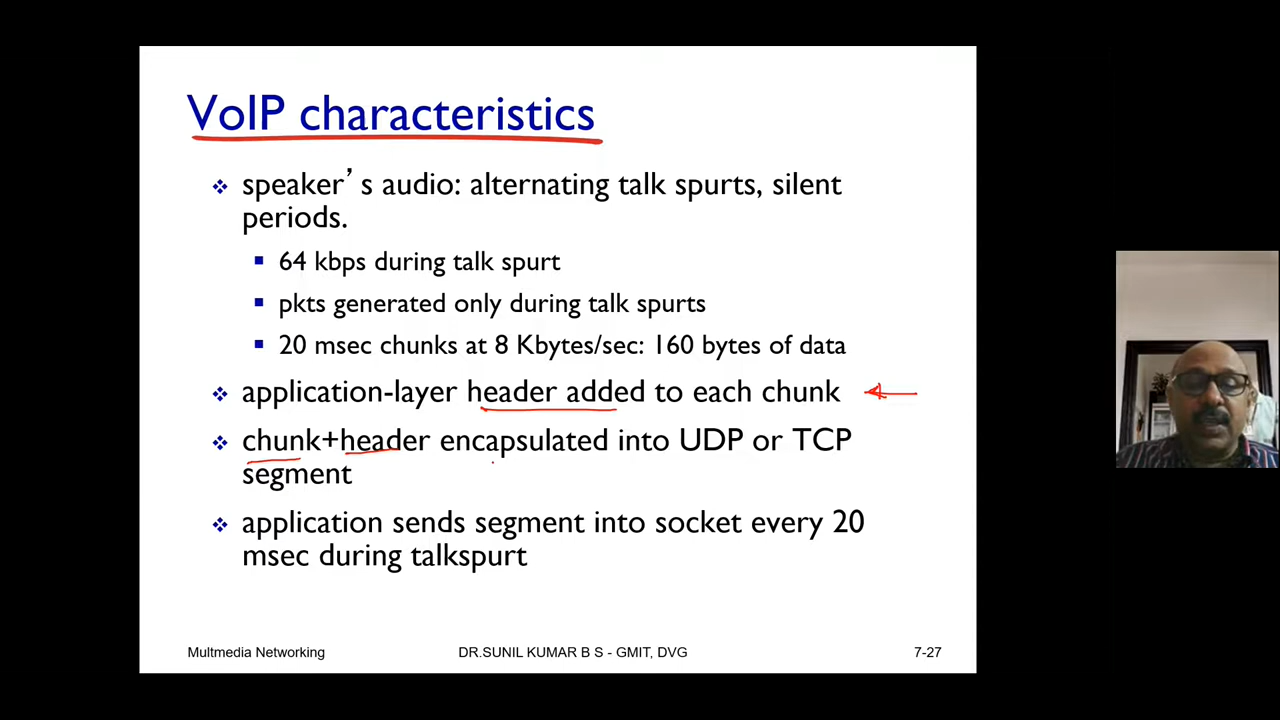 VoIP characteristics
speaker's audio: alternating talk spurts, silent
periods.
64 kbps during talk spurt
pkts generated only during talk spurts
20 msec chunks at 8 Kbytes/sec: 160 bytes of data
application-layer header added to each chunk
chunk+header encapsulated into UDP or TCP
segment
application sends segment into socket every 20
msec during talkspurt
Multmedia Networking
DR.SUNIL KUMAR B S - GMIT, DVG
7-27